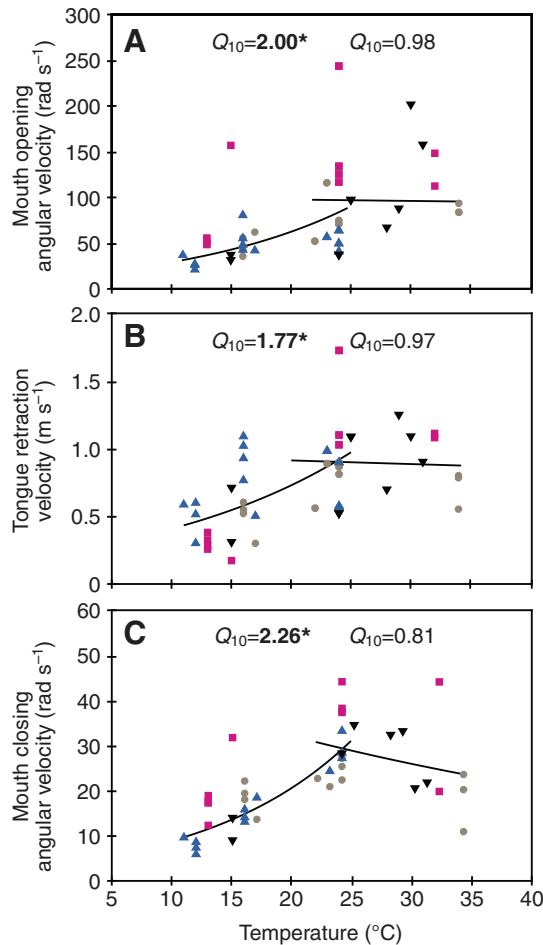 A
Q10=2.00* Q10=0.98
Mouth opening
angular velocity (rad s–1)
300
250
200
150
100
50
0
B
Q10=1.77* Q10=0.97
Tongue retraction
velocity (m s–1)
2.0
1.5
1.0
0.5
0
C
Q10=2.26* Q10=0.81
Mouth closing
angular velocity (rad s–1)
60
50
40
30
20
10
0
5 10 15 20 25 30 35 40
Temperature (°C)